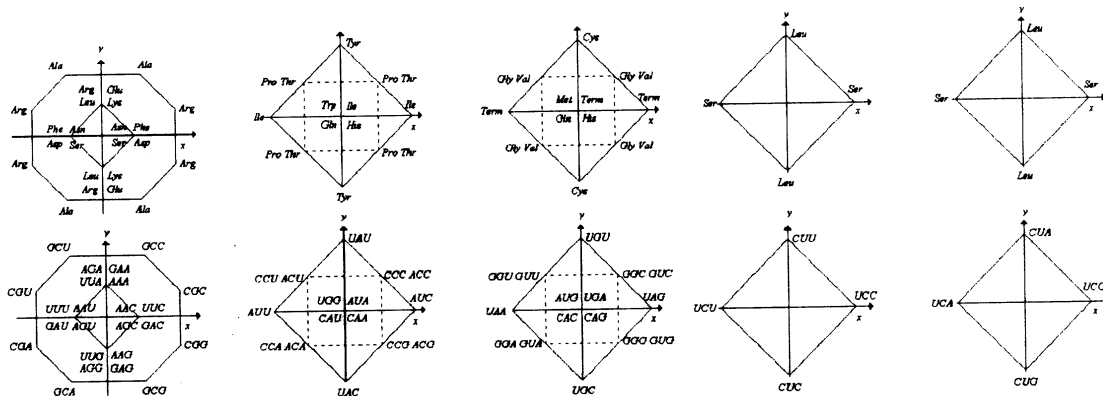 y
Ala Ala
Arg Glu
Leu Lys
Arg Arg
Phe Asn Asn Phe
Asp Ser Ser Asp
x
Arg Arg
Leu Lys
Arg Glu
Ala Ala
y
Tyr
Pro Thr Pro Thr
Trp Ile
Ile Ile
Gln His
x
Pro Thr Pro Thr
Tyr
y
Cys
Gly Val Gly Val
Met Term
Term Term
Gln His
x
Gly Val Gly Val
Cys
y
Leu
Ser Ser
x
Leu
y
Leu
Ser Ser
x
Leu
y
GCU GCC
AGA GAA
UUA AAA
CGU CGC
UUU AAU AAC UUC
GAU AGU AGC GAC
x
CGA CGG
UUG AAG
AGG GAG
GCA GCG
y
UAU
CCU ACU CCC ACC
UGG AUA
AUU AUC
CAU CAA
x
CCA ACA CCG ACG
UAC
y
UGU
GGU GUU GGC GUC
AUG UGA
UAA UAG
CAC CAG
x
GGA GUA GGG GUG
UGC
y
CUU
UCU UCC
x
CUC
y
CUA
UCA UCG
x
CUG